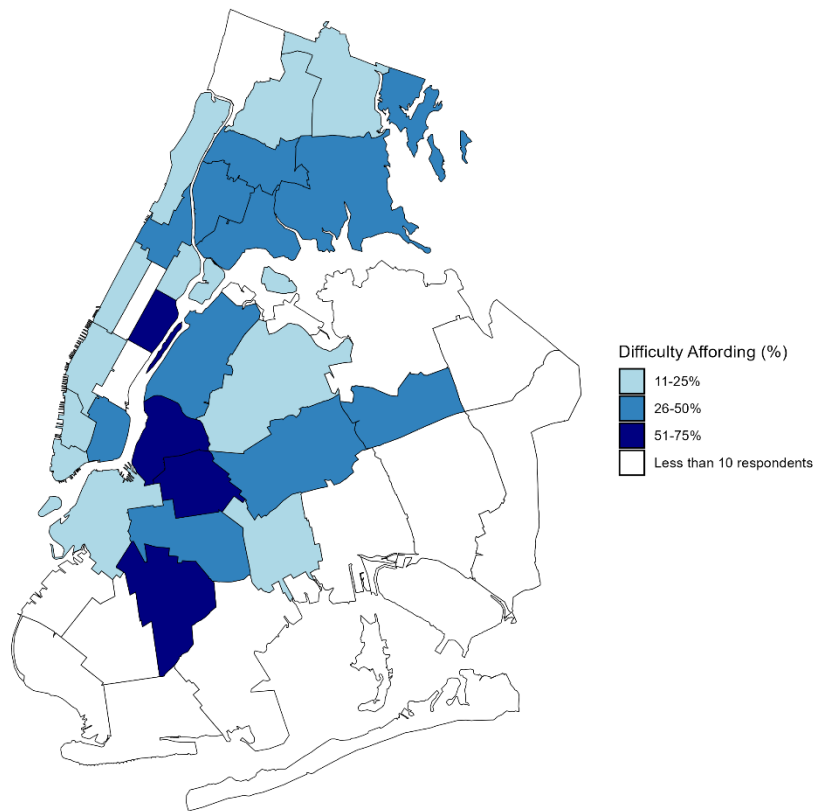 Difficulty Affording (%)
11-25%
26-50%
51-75%
Less than 10 respondents